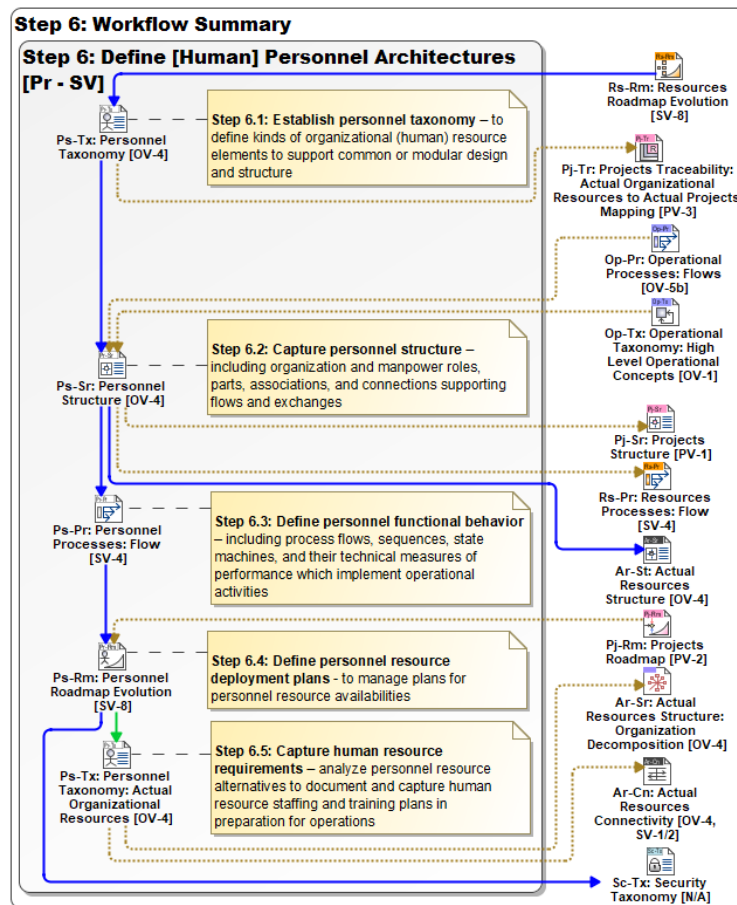 Step 6: Workflow Summary
Step 6: Define [Human] Personnel Architectures
[Pr - SV]
Rs-Rm: Resources
Roadmap Evolution
[SV-8]
Ps-Tx: Personnel
Taxonomy [OV-4]
Step 6.1: Establish personnel taxonomy – to
define kinds of organizational (human) resource
elements to support common or modular design
and structure
Pj-Tr: Projects Traceability:
Actual Organizational
Resources to Actual Projects
Mapping [PV-3]
Op-Pr
Op-Pr: Operational
Processes: Flows
[OV-5b]
Op-Tx
Op-Tx: Operational
Taxonomy: High
Level Operational
Concepts [OV-1]
Ps-Sr: Personnel
Structure [OV-4]
Step 6.2: Capture personnel structure –
including organization and manpower roles,
parts, associations, and connections supporting
flows and exchanges
Pj-Sr
Pj-Sr: Projects
Structure [PV-1]
Rs-Pr: Resources
Processes: Flow
[SV-4]
Ps-Pr: Personnel
Processes: Flow
[SV-4]
Step 6.3: Define personnel functional behavior
– including process flows, sequences, state
machines, and their technical measures of
performance which implement operational
activities
Ar-St: Actual
Resources
Structure [OV-4]
Pj-Rm: Projects
Roadmap [PV-2]
Ps-Rm: Personnel
Roadmap Evolution
[SV-8]
Step 6.4: Define personnel resource
deployment plans - to manage plans for
personnel resource availabilities
Ar-Sr: Actual
Resources Structure:
Organization
Decomposition [OV-4]
Ps-Tx: Personnel
Taxonomy: Actual
Organizational
Resources [OV-4]
Step 6.5: Capture human resource
requirements – analyze personnel resource
alternatives to document and capture human
resource staffing and training plans in
preparation for operations
Ar-Cn: Actual
Resources
Connectivity [OV-4,
SV-1/2]
Sc-Tx
Sc-Tx: Security
Taxonomy [N/A]